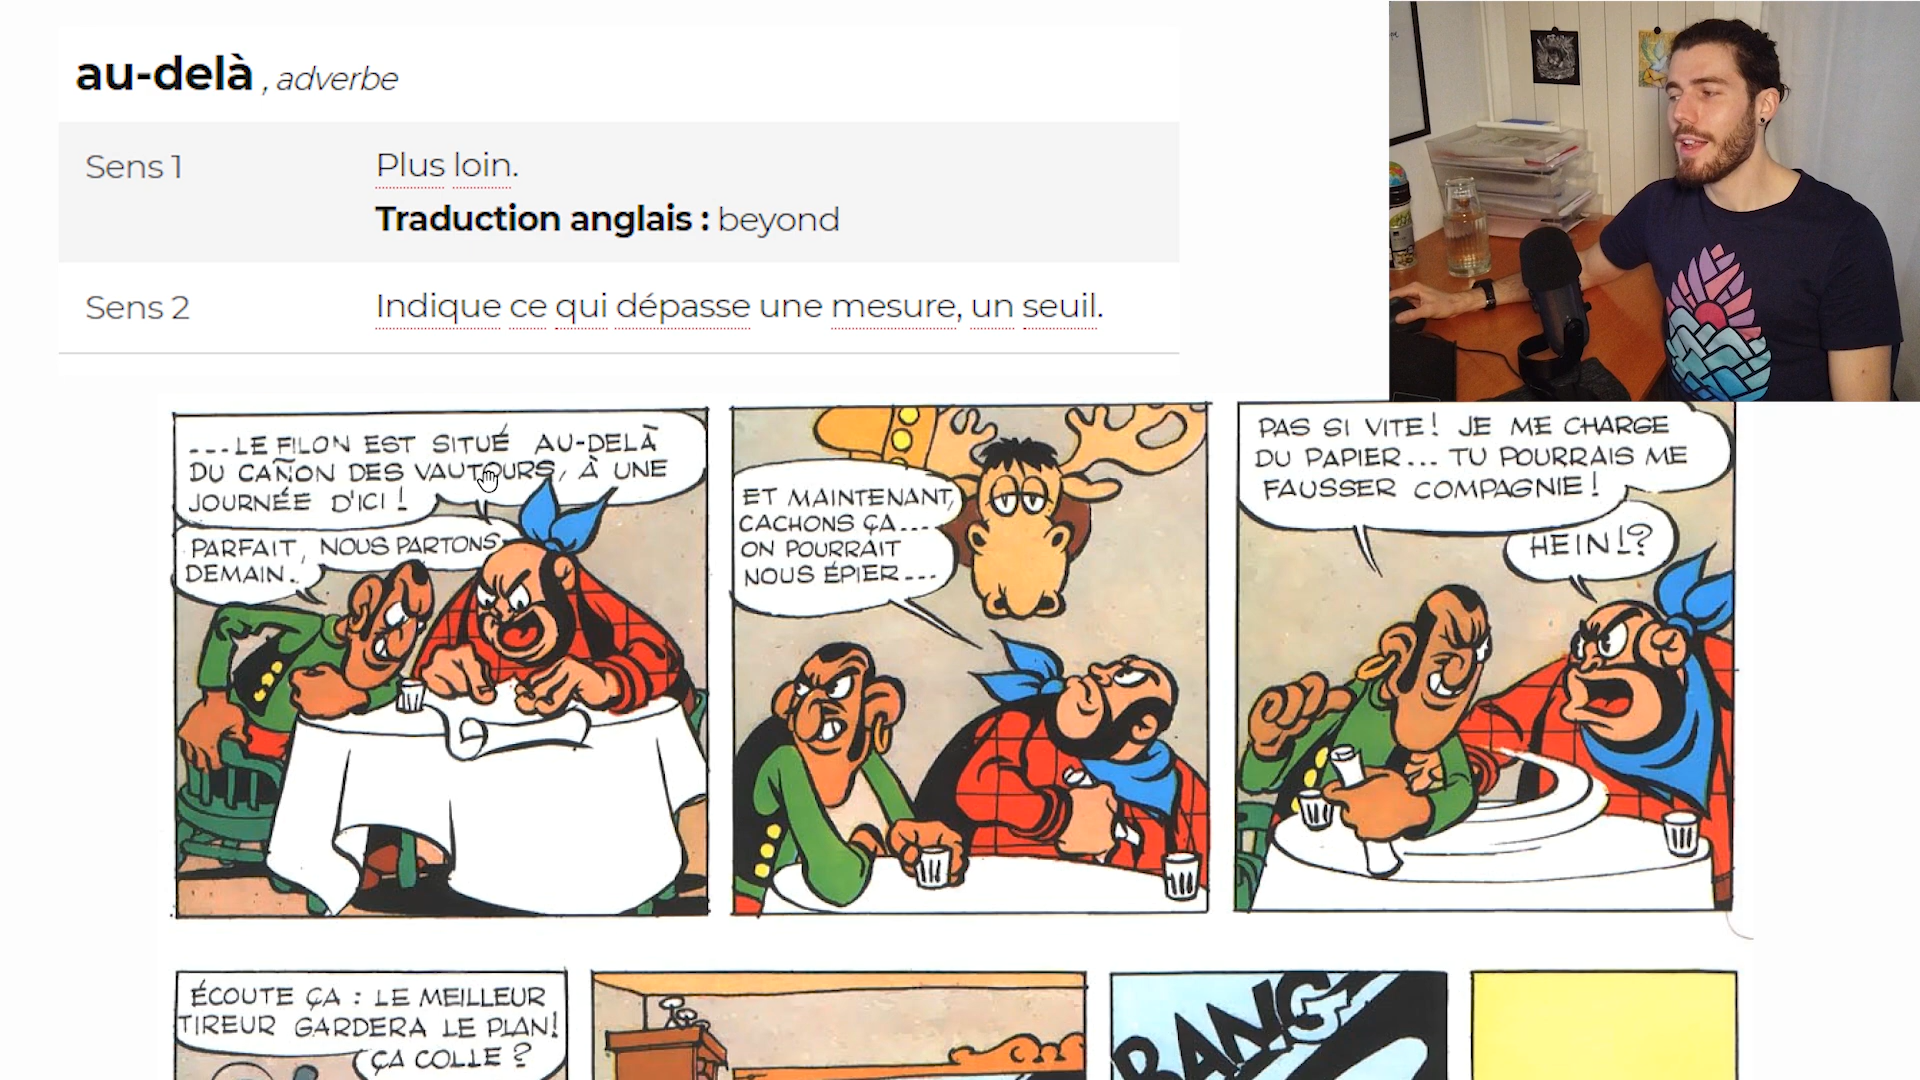 au-delà , adverbe
Sens 1
Plus loin.
Traduction anglais : beyond
Sens 2
Indique ce qui dépasse une mesure, un seuil.
---LE FILON EST SITUÉ AU-DELÀ
DU CAÑON DES VAUTOURS, À UNE
JOURNÉE D'ICI !
PARFAIT, NOUS PARTONS
DEMAIN.
ET MAINTENANT,
CACHONS ÇA....
ON POURRAIT
NOUS ÉPIER---
PAS SI VITE! JE ME CHARGE
DU PAPIER... TU POURRAIS ME
FAUSSER COMPAGNIE!
HEIN!?
ÉCOUTE ÇA : LE MEILLEUR
TIREUR GARDERA LE PLAN!
ÇA COLLE ?
BANG